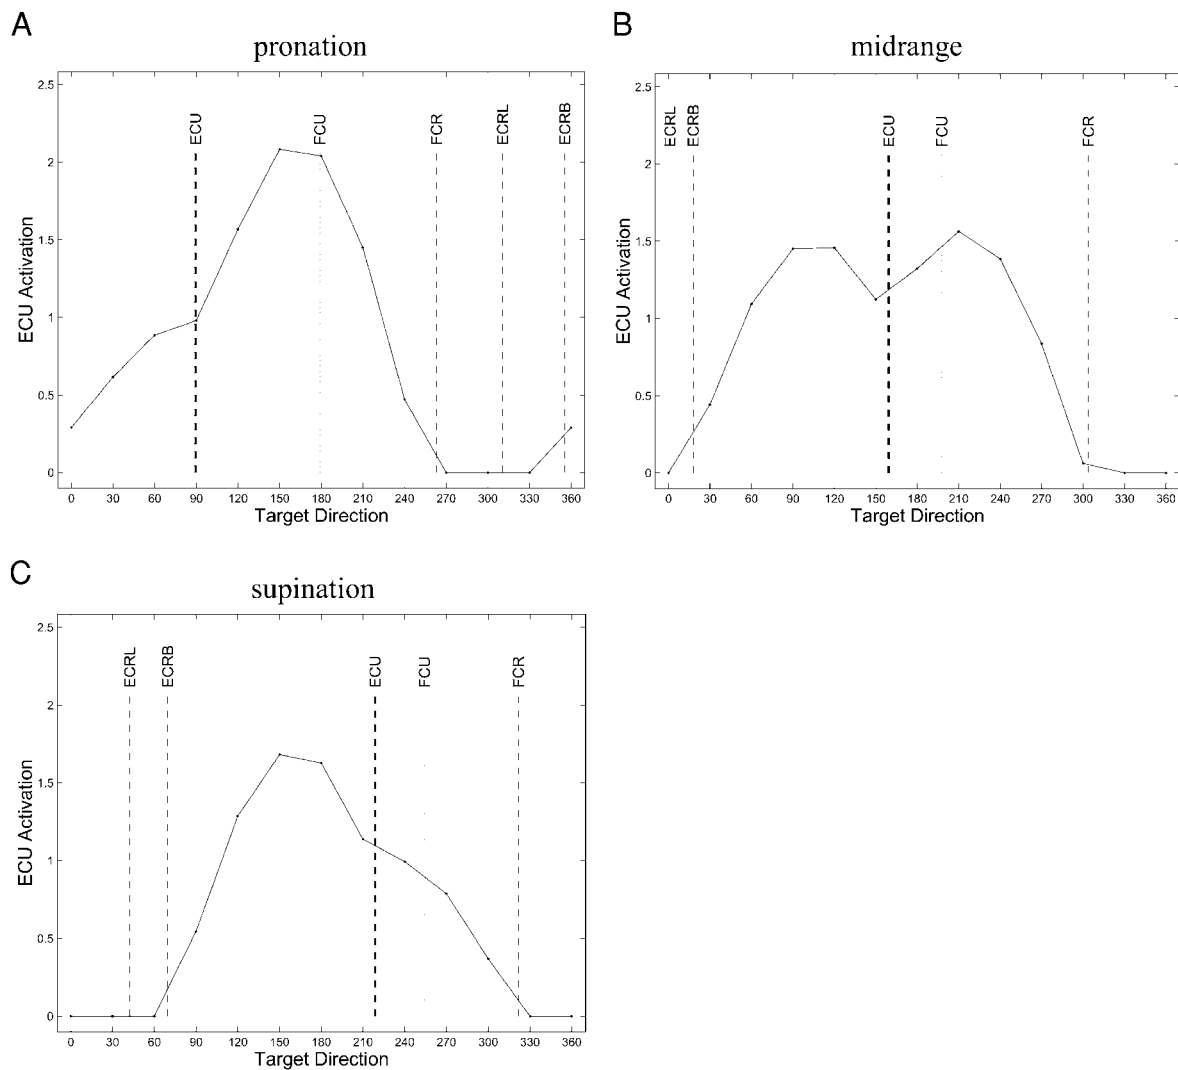 A
pronation
2.5
2
1.5
1
0.5
0
ECU Activation
ECU
FCU
FCR
ECRL
ECRB
0 30 60 90 120 150 180 210 240 270 300 330 360
Target Direction
B
midrange
2.5
2
1.5
1
0.5
0
ECU Activation
ECRL
ECRB
ECU
FCU
FCR
0 30 60 90 120 150 180 210 240 270 300 330 360
Target Direction
C
supination
2.5
2
1.5
1
0.5
0
ECU Activation
ECRL
ECRB
ECU
FCU
FCR
0 30 60 90 120 150 180 210 240 270 300 330 360
Target Direction